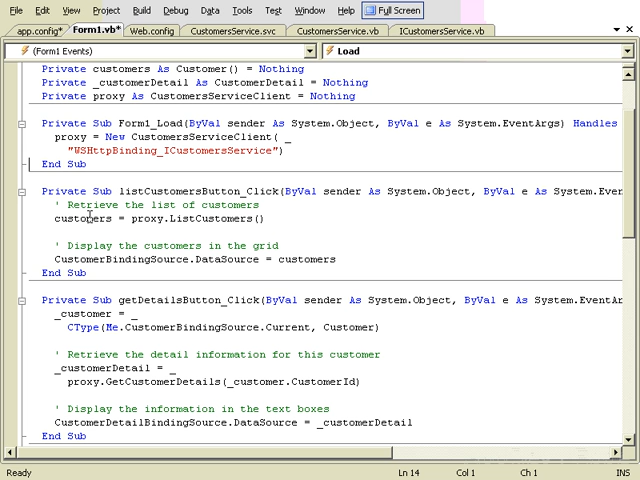 File Edit View Project Build Debug Data Tools Window Help Full Screen
app.config* Form1.vb* Web.config CustomersService.svc CustomersService.vb ICustomersService.vb
(Form1 Events) Load
Private customers As Customer() = Nothing
Private _customerDetail As CustomerDetail = Nothing
Private proxy As CustomersServiceClient = Nothing
Private Sub Form1_Load(ByVal sender As System.Object, ByVal e As System.EventArgs) Handles
proxy = New CustomersServiceClient( _
"WSHttpBinding_ICustomersService")
End Sub
Private Sub listCustomersButton_Click(ByVal sender As System.Object, ByVal e As System.Even
' Retrieve the list of customers
customers = proxy.ListCustomers()
' Display the customers in the grid
CustomerBindingSource.DataSource = customers
End Sub
Private Sub getDetailsButton_Click(ByVal sender As System.Object, ByVal e As System.EventAr
_customer = _
CType(Me.CustomerBindingSource.Current, Customer)
' Retrieve the detail information for this customer
_customerDetail = _
proxy.GetCustomerDetails(_customer.CustomerId)
' Display the information in the text boxes
CustomerDetailBindingSource.DataSource = _customerDetail
End Sub
Ready Ln 14 Col 1 Ch 1 INS